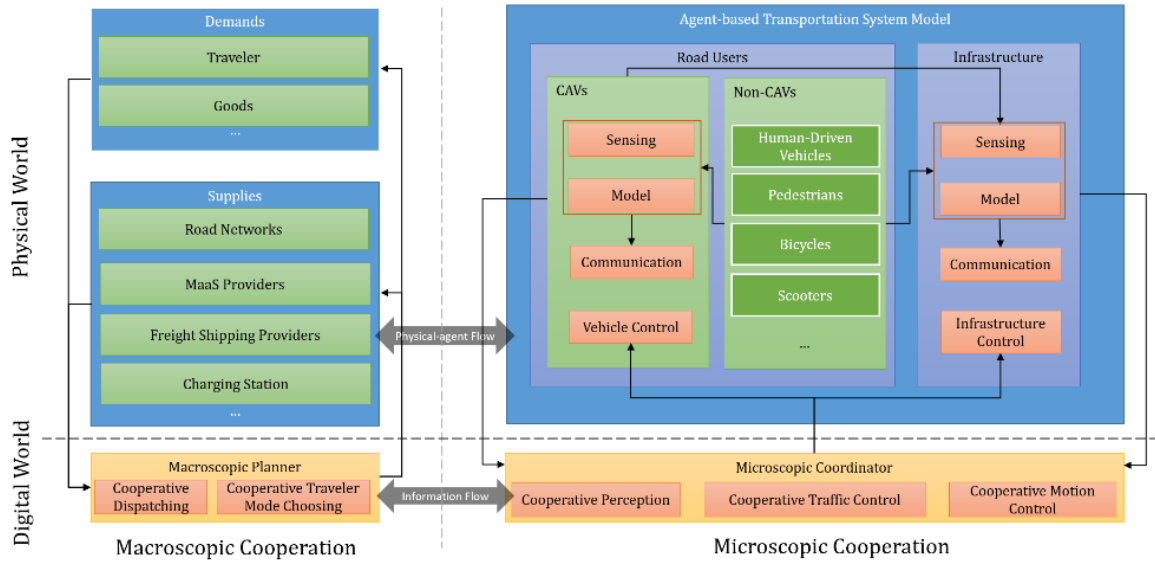 Physical World
Digital World
Demands
Traveler
Goods
...
Supplies
Road Networks
MaaS Providers
Freight Shipping Providers
Charging Station
...
Macroscopic Planner
Cooperative
Dispatching
Cooperative Traveler
Mode Choosing
Macroscopic Cooperation
Physical-agent Flow
Information Flow
Agent-based Transportation System Model
Road Users
CAVs
Sensing
Model
Communication
Vehicle Control
Non-CAVs
Human-Driven
Vehicles
Pedestrians
Bicycles
Scooters
...
Infrastructure
Sensing
Model
Communication
Infrastructure
Control
Microscopic Coordinator
Cooperative Perception
Cooperative Traffic Control
Cooperative Motion
Control
Microscopic Cooperation